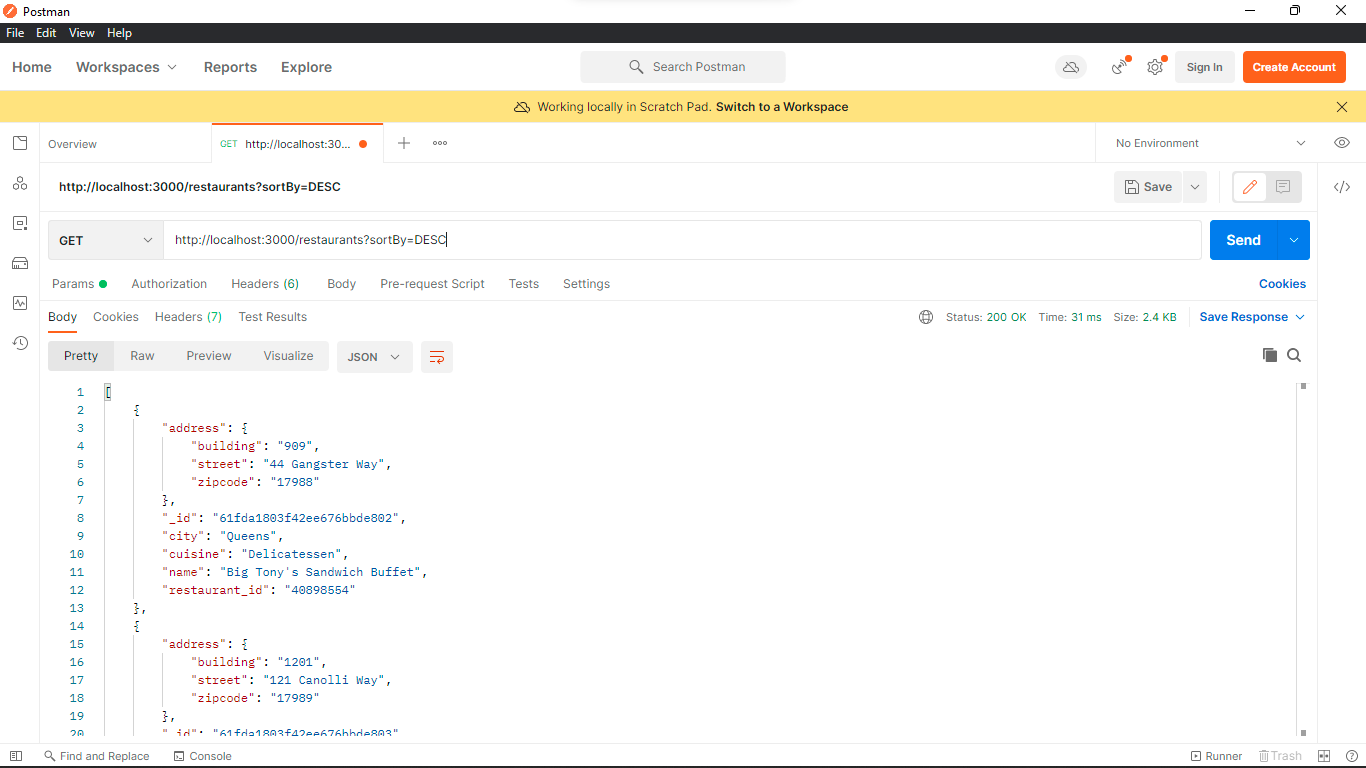 Postman
File Edit View Help
Home Workspaces Reports Explore Search Postman Sign In Create Account
Working locally in Scratch Pad. Switch to a Workspace
Overview GET http://localhost:30... No Environment
http://localhost:3000/restaurants?sortBy=DESC Save
GET http://localhost:3000/restaurants?sortBy=DESC Send
Params Authorization Headers (6) Body Pre-request Script Tests Settings Cookies
Body Cookies Headers (7) Test Results Status: 200 OK Time: 31 ms Size: 2.4 KB Save Response
Pretty Raw Preview Visualize JSON
1 [
2 {
3 "address": {
4 "building": "909",
5 "street": "44 Gangster Way",
6 "zipcode": "17988"
7 },
8 "_id": "61fda1803f42ee676bbde802",
9 "city": "Queens",
10 "cuisine": "Delicatessen",
11 "name": "Big Tony's Sandwich Buffet",
12 "restaurant_id": "40898554"
13 },
14 {
15 "address": {
16 "building": "1201",
17 "street": "121 Canolli Way",
18 "zipcode": "17989"
19 },
20 "_id": "61fda1803f42ee676bbde803"
Find and Replace Console Runner Trash